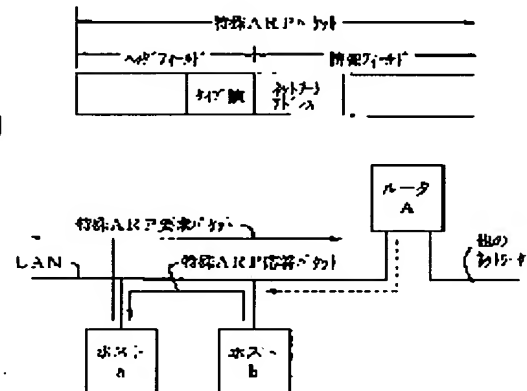 特殊ARPパケット
ヘッダフィールド
情報フィールド
タイプ値
ネットワーク
アドレス
ルータ
A
特殊ARP要求パケット
他の
ネットワーク
LAN
特殊ARP応答パケット
ホスト
a
ホスト
b